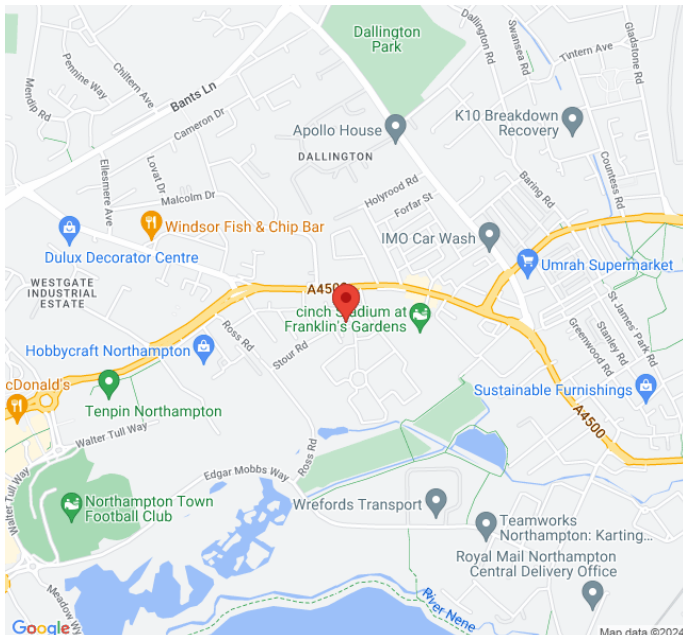 Dallington
Park
Dallington Rd
Swansea Rd
Tintern Ave
Gladstone Rd
Pennine Way
Chiltern Ave
Mendip Rd
Bants Ln
Cameron Dr
K10 Breakdown
Recovery
Apollo House
DALLINGTON
Countess Rd
Ellesmere Ave
Lovat Dr
Malcolm Dr
Holyrood Rd
Baring Rd
Forfar St
Windsor Fish & Chip Bar
IMO Car Wash
Dulux Decorator Centre
Umrah Supermarket
WESTGATE
INDUSTRIAL
ESTATE
A4500
cinch stadium at
Franklin's Gardens
St James' Park Rd
Stanley Rd
Greenwood Rd
Ross Rd
Stour Rd
Hobbycraft Northampton
cDonald's
Tenpin Northampton
Sustainable Furnishings
A4500
Walter Tull Way
Ross Rd
Edgar Mobbs Way
Walter Tull Way
Northampton Town
Football Club
Wrefords Transport
Teamworks
Northampton: Karting...
Royal Mail Northampton
Central Delivery Office
River Nene
Meadow Wy
Google
Map data ©2024